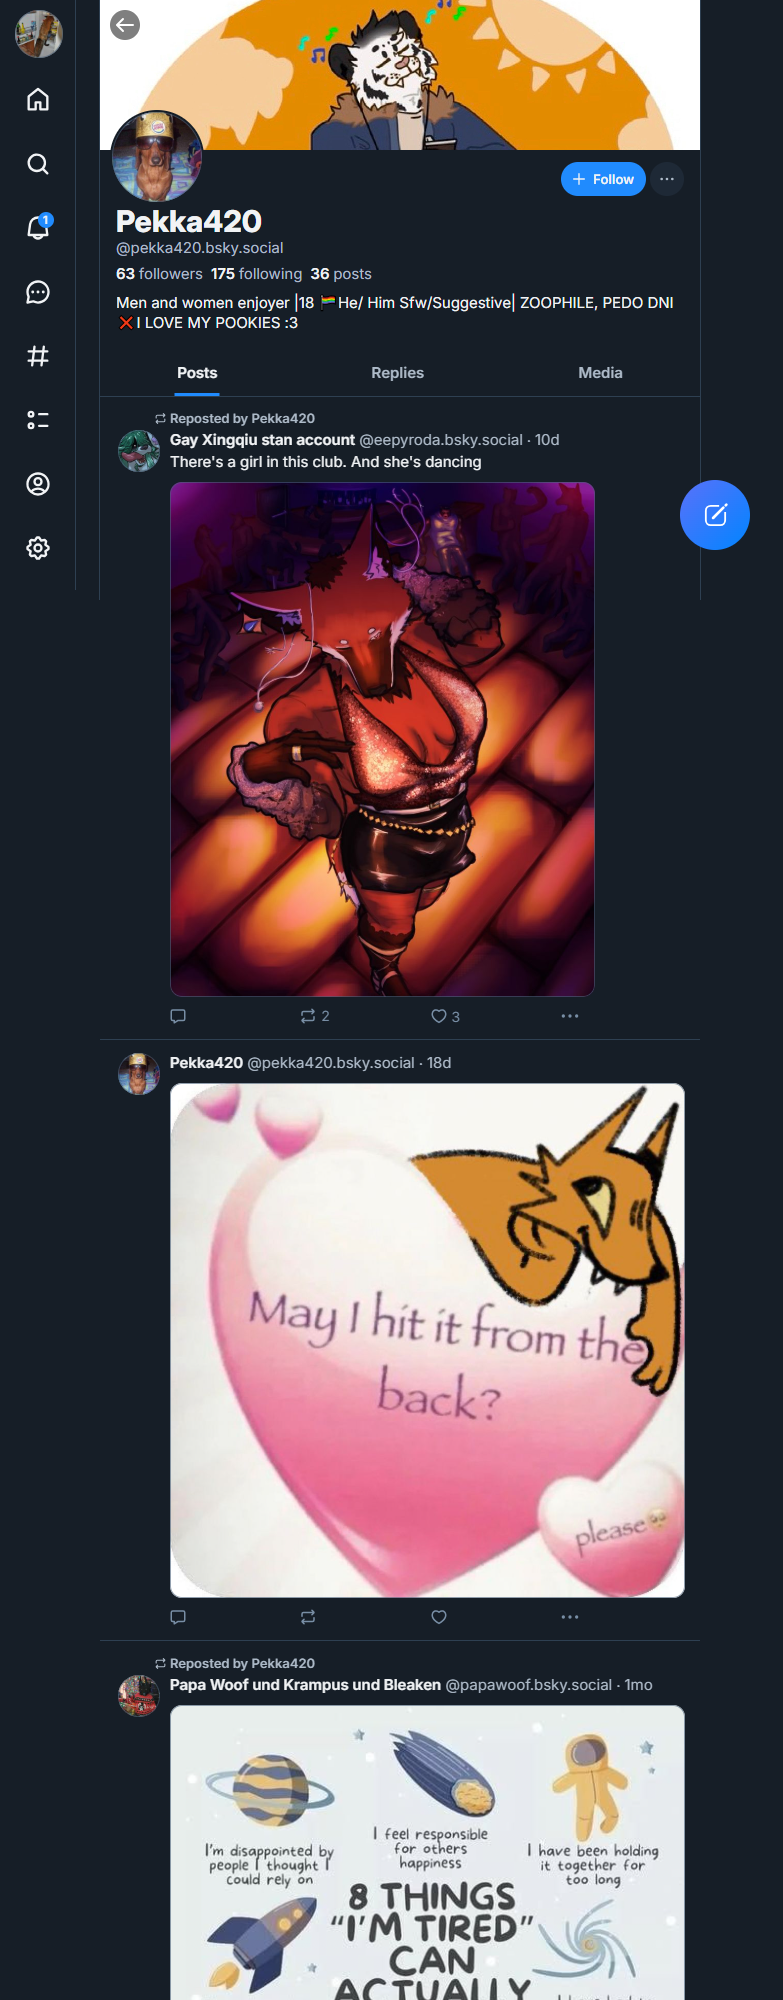 1
Follow
Pekka420
@pekka420.bsky.social
63 followers 175 following 36 posts
Men and women enjoyer |18 🏳️‍🌈He/ Him Sfw/Suggestive| ZOOPHILE, PEDO DNI
❌I LOVE MY POOKIES :3
Posts Replies Media
Reposted by Pekka420
Gay Xingqiu stan account @eepyroda.bsky.social · 10d
There's a girl in this club. And she's dancing
2 3
Pekka420 @pekka420.bsky.social · 18d
May I hit it from the
back?
please🥺
Reposted by Pekka420
Papa Woof und Krampus und Bleaken @papawoof.bsky.social · 1mo
I'm disappointed by
people I thought I
could rely on
I feel responsible
for others
happiness
I have been holding
it together for
too long
8 THINGS
"I'M TIRED"
CAN
ACTUALLY